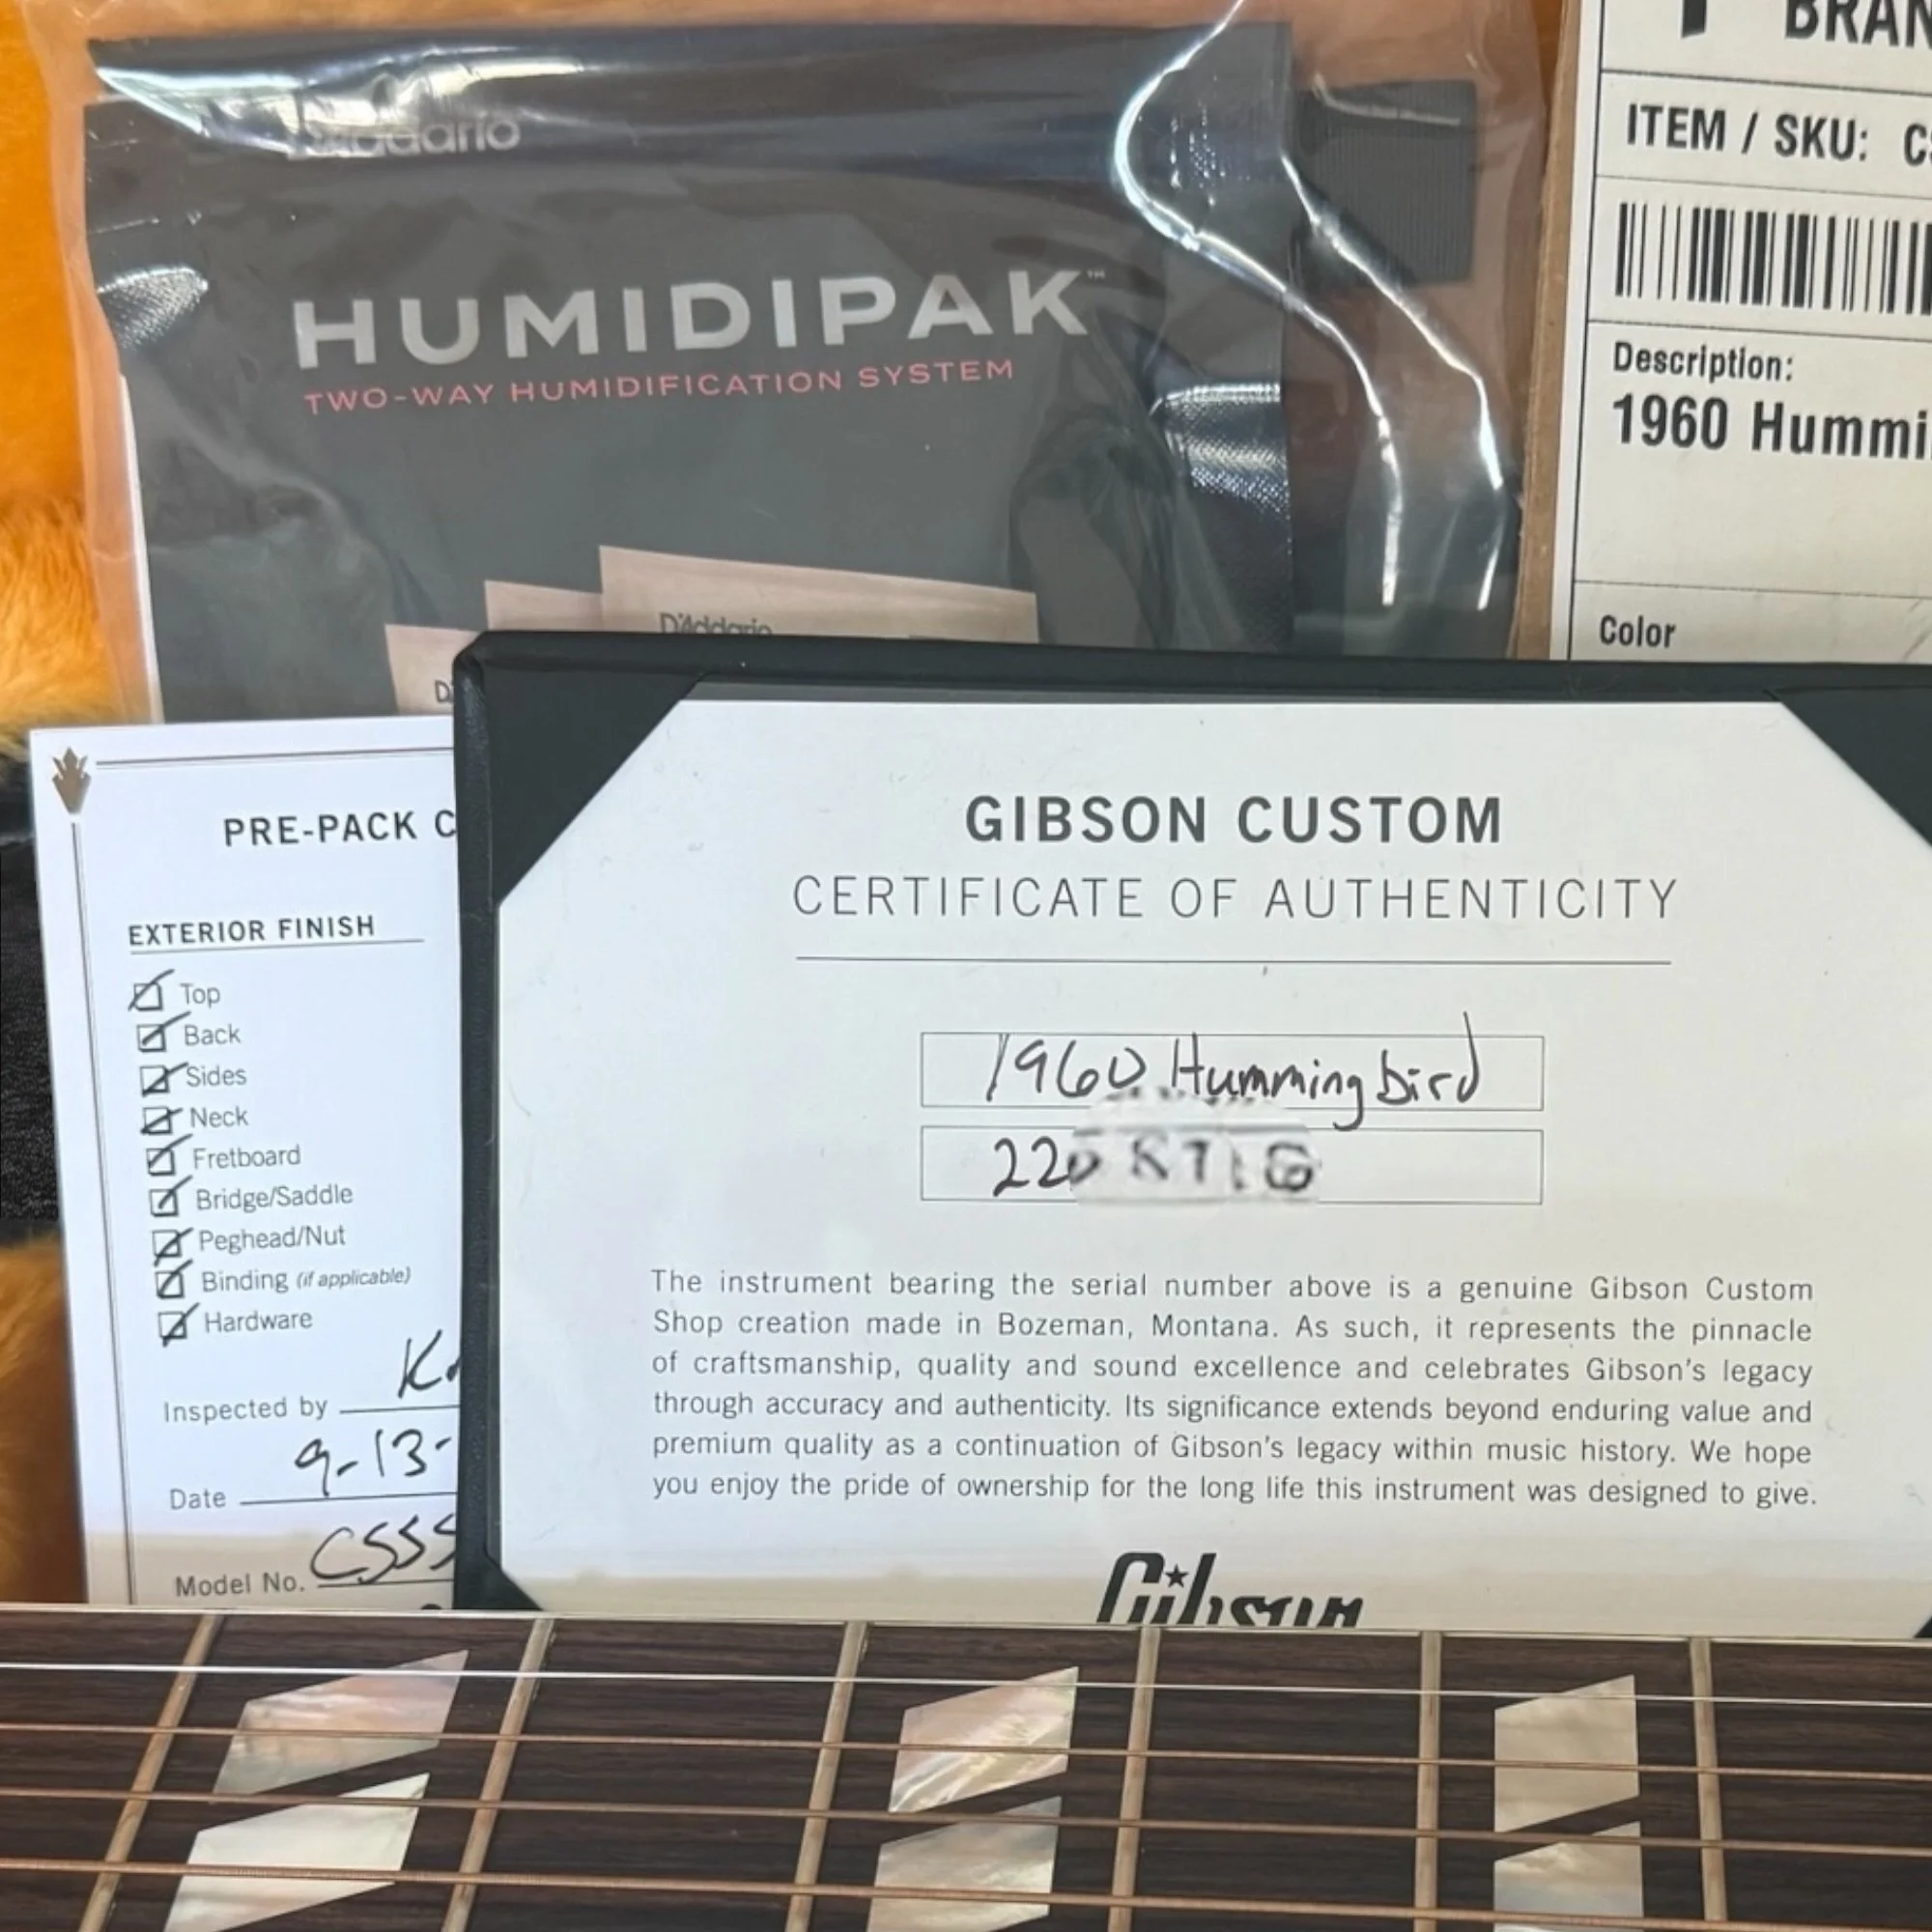 D'Addario
HUMIDIPAK™
TWO-WAY HUMIDIFICATION SYSTEM
D'Addario
D'
BRAN
ITEM / SKU: C
Description:
1960 Hummi
Color
PRE-PACK C
EXTERIOR FINISH
Top
Back
Sides
Neck
Fretboard
Bridge/Saddle
Peghead/Nut
Binding (if applicable)
Hardware
Inspected by
Date 9-13-
Model No. CSSS
GIBSON CUSTOM
CERTIFICATE OF AUTHENTICITY
1960 Hummingbird
22
The instrument bearing the serial number above is a genuine Gibson Custom
Shop creation made in Bozeman, Montana. As such, it represents the pinnacle
of craftsmanship, quality and sound excellence and celebrates Gibson's legacy
through accuracy and authenticity. Its significance extends beyond enduring value and
premium quality as a continuation of Gibson's legacy within music history. We hope
you enjoy the pride of ownership for the long life this instrument was designed to give.
Gibson